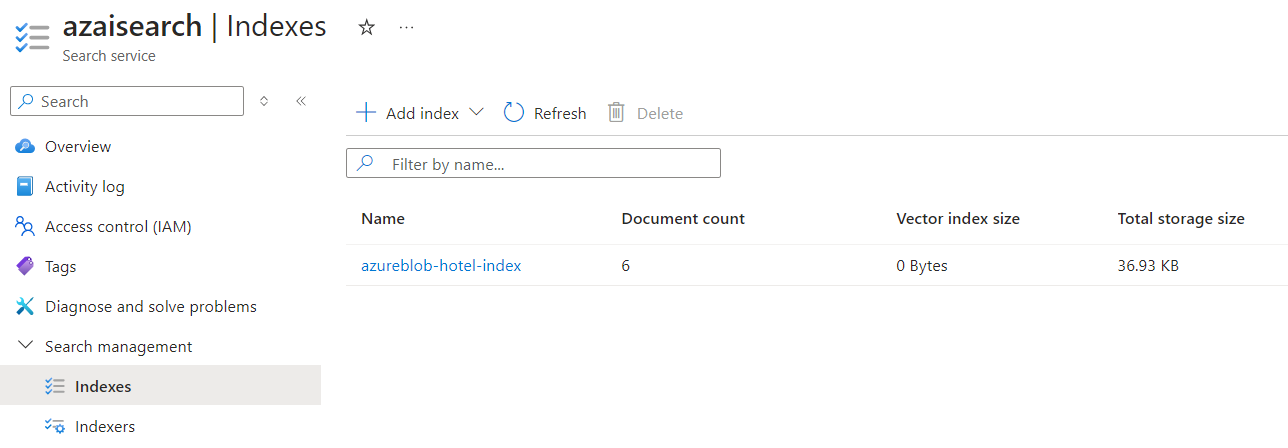 azaisearch | Indexes
Search service
Search
Add index
Refresh
Delete
Overview
Activity log
Access control (IAM)
Tags
Diagnose and solve problems
Search management
Indexes
Indexers
Filter by name...
Name Document count Vector index size Total storage size
azureblob-hotel-index 6 0 Bytes 36.93 KB